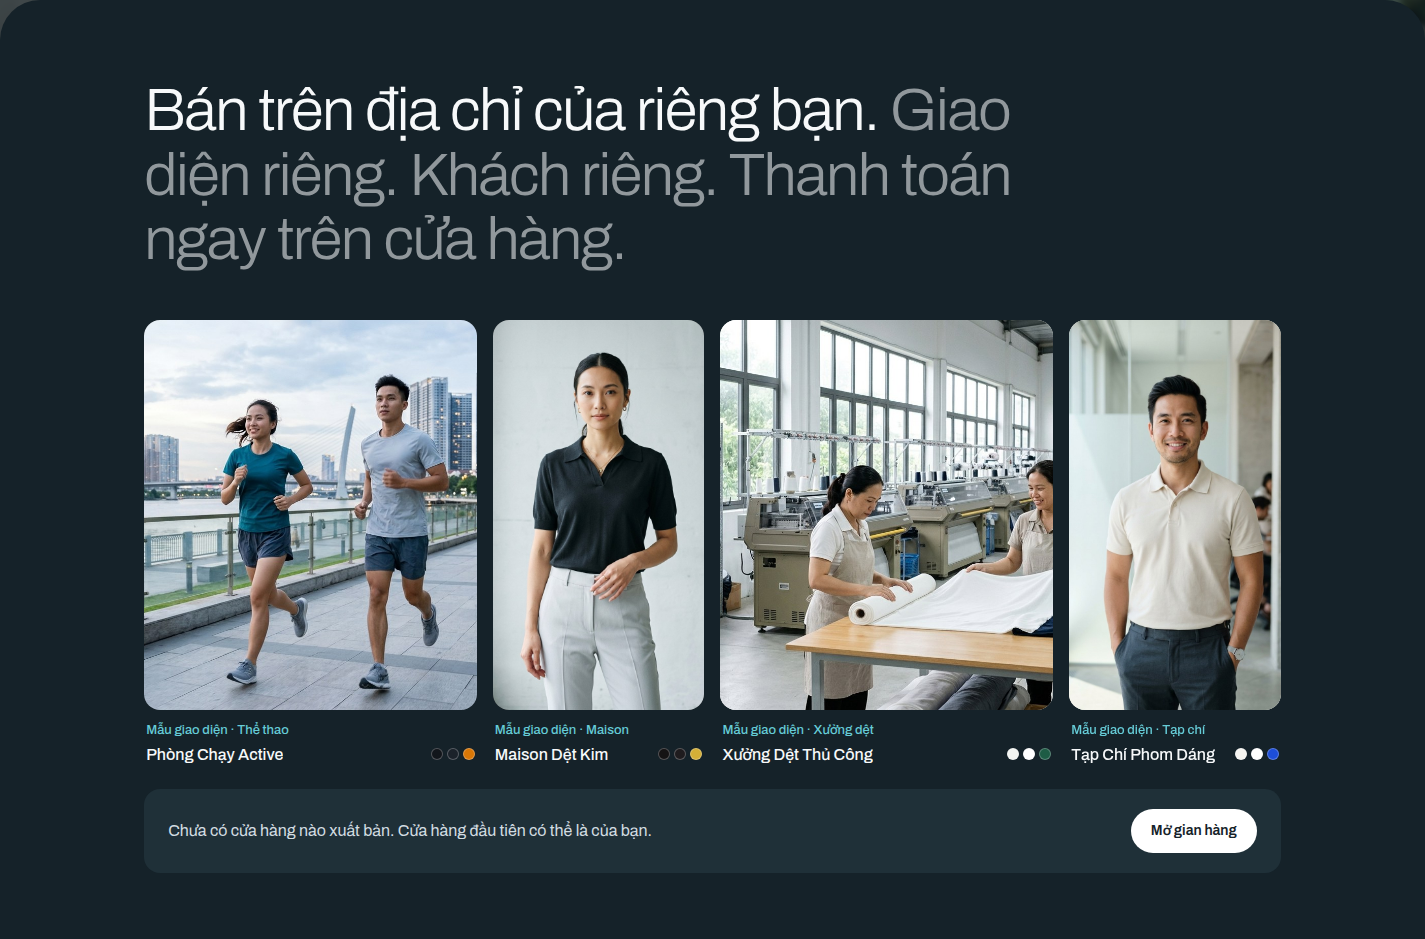 Bán trên địa chỉ của riêng bạn. Giao
diện riêng. Khách riêng. Thanh toán
ngay trên cửa hàng.
Mẫu giao diện · Thể thao
Phòng Chạy Active
Mẫu giao diện · Maison
Maison Dệt Kim
Mẫu giao diện · Xưởng dệt
Xưởng Dệt Thủ Công
Mẫu giao diện · Tạp chí
Tạp Chí Phom Dáng
Chưa có cửa hàng nào xuất bản. Cửa hàng đầu tiên có thể là của bạn.
Mở gian hàng